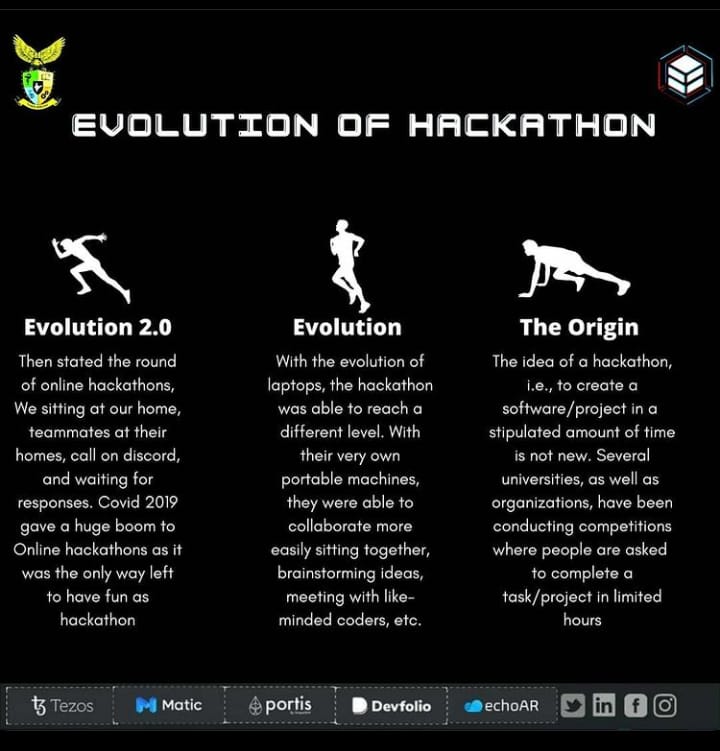 EVOLUTION OF HACKATHON
Evolution 2.0
Then stated the round
of online hackathons,
We sitting at our home,
teammates at their
homes, call on discord,
and waiting for
responses. Covid 2019
gave a huge boom to
Online hackathons as it
was the only way left
to have fun as
hackathon
Evolution
With the evolution of
laptops, the hackathon
was able to reach a
different level. With
their very own
portable machines,
they were able to
collaborate more
easily sitting together,
brainstorming ideas,
meeting with like-
minded coders, etc.
The Origin
The idea of a hackathon,
i.e., to create a
software/project in a
stipulated amount of time
is not new. Several
universities, as well as
organizations, have been
conducting competitions
where people are asked
to complete a
task/project in limited
hours
Tezos
Matic
portis
Devfolio
echoAR